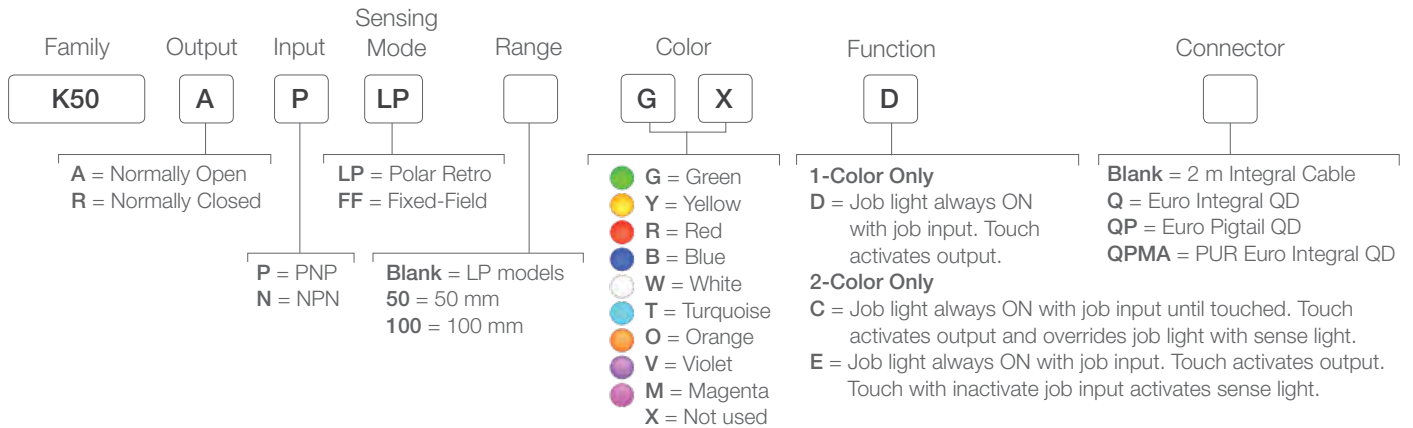 Family Output Input Sensing Mode Range Color Function Connector
K50 A P LP G X D
A = Normally Open
R = Normally Closed
P = PNP
N = NPN
LP = Polar Retro
FF = Fixed-Field
Blank = LP models
50 = 50 mm
100 = 100 mm
G = Green
Y = Yellow
R = Red
B = Blue
W = White
T = Turquoise
O = Orange
V = Violet
M = Magenta
X = Not used
1-Color Only
D = Job light always ON
with job input. Touch
activates output.
2-Color Only
C = Job light always ON with job input until touched. Touch
activates output and overrides job light with sense light.
E = Job light always ON with job input. Touch activates output.
Touch with inactivate job input activates sense light.
Blank = 2 m Integral Cable
Q = Euro Integral QD
QP = Euro Pigtail QD
QPMA = PUR Euro Integral QD